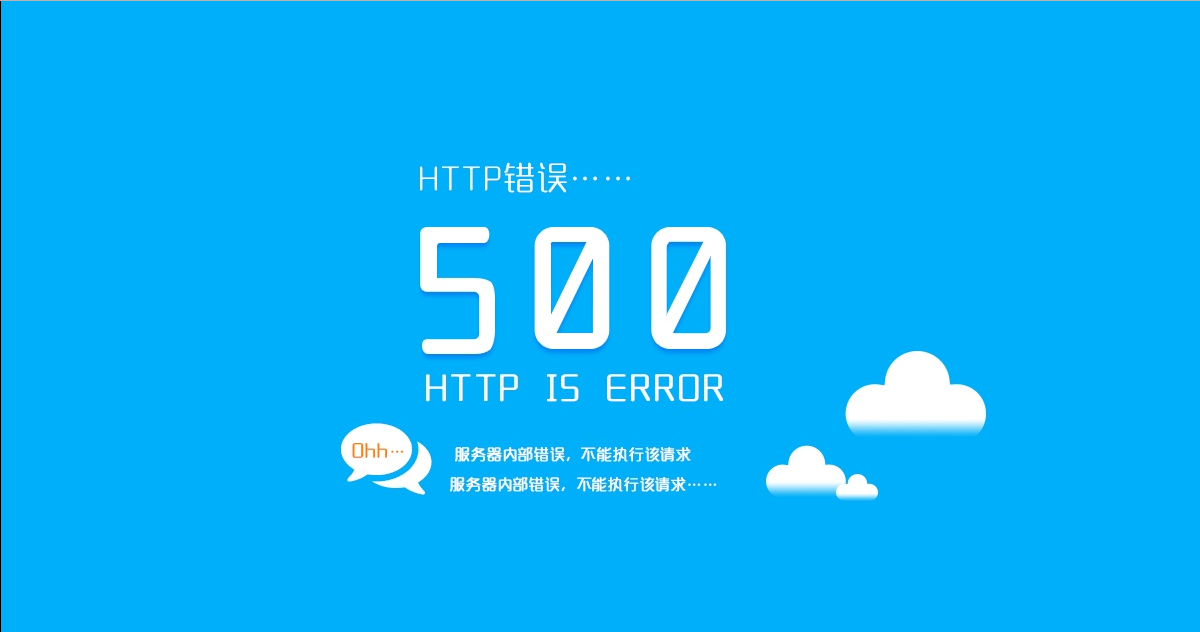 HTTP错误……
500
HTTP IS ERROR
Ohh…
服务器内部错误，不能执行该请求
服务器内部错误，不能执行该请求……